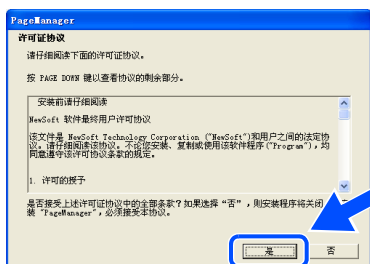 PageManager
许可证协议
请仔细阅读下面的许可证协议。
按 PAGE DOWN 键以查看协议的剩余部分。
安装前请仔细阅读
NewSoft 软件最终用户许可协议
该文件是 NewSoft Technology Corporation ("NewSoft")和用户之间的法定协
议。请仔细阅读该协议。不论您安装、复制或使用该软件程序("Program")，均
同意遵守该许可协议条款的规定。
1. 许可的授予
是否接受上述许可证协议中的全部条款？如果选择“否”，则安装程序将关闭
装 "PageManager"，必须接受本协议。
是
否